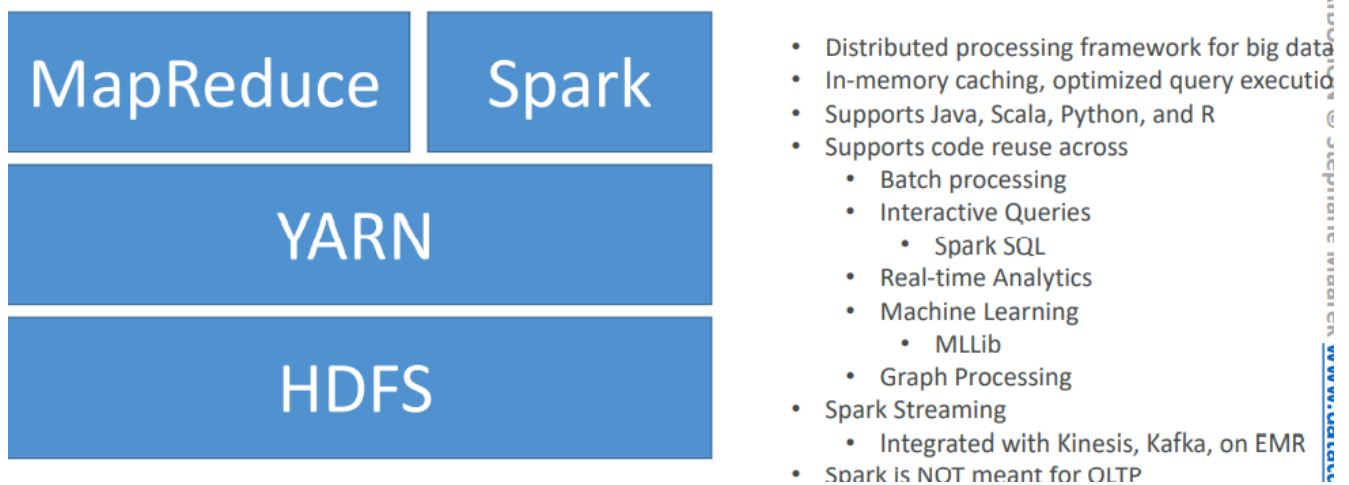 MapReduce
Spark
YARN
HDFS
• Distributed processing framework for big data
• In-memory caching, optimized query executio
• Supports Java, Scala, Python, and R
• Supports code reuse across
• Batch processing
• Interactive Queries
• Spark SQL
• Real-time Analytics
• Machine Learning
• MLLib
• Graph Processing
• Spark Streaming
• Integrated with Kinesis, Kafka, on EMR
• Spark is NOT meant for OLTP
© Stephane Maarek